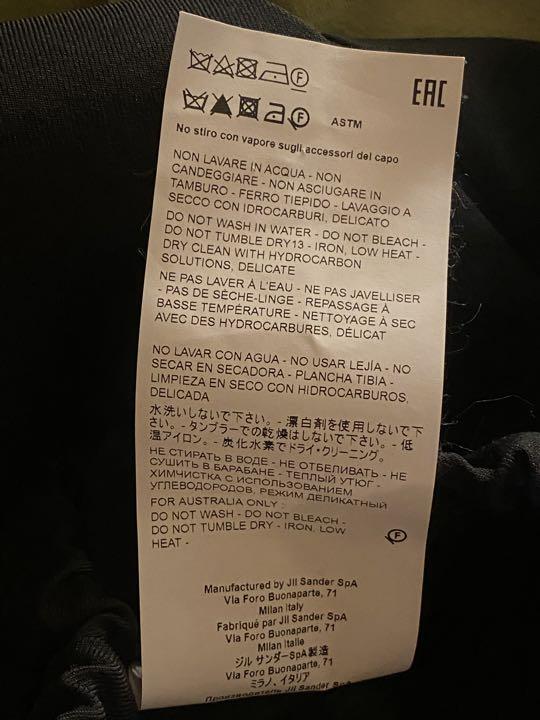 F
EAC
F
ASTM
No stiro con vapore sugli accessori del capo
NON LAVARE IN ACQUA - NON
CANDEGGIARE - NON ASCIUGARE IN
TAMBURO - FERRO TIEPIDO - LAVAGGIO A
SECCO CON IDROCARBURI, DELICATO
DO NOT WASH IN WATER - DO NOT BLEACH -
DO NOT TUMBLE DRY13 - IRON, LOW HEAT -
DRY CLEAN WITH HYDROCARBON
SOLUTIONS, DELICATE
NE PAS LAVER À L'EAU - NE PAS JAVELLISER
- PAS DE SÈCHE-LINGE - REPASSAGE À
BASSE TEMPÉRATURE - NETTOYAGE À SEC
AVEC DES HYDROCARBURES, DÉLICAT
NO LAVAR CON AGUA - NO USAR LEJÍA - NO
SECAR EN SECADORA - PLANCHA TIBIA -
LIMPIEZA EN SECO CON HIDROCARBUROS,
DELICADA
水洗いしないで下さい。- 漂白剤を使用しないで下
さい。- タンブラーでの乾燥はしないで下さい。- 低
温アイロン。- 炭化水素でドライ・クリーニング。
НЕ СТИРАТЬ В ВОДЕ - НЕ ОТБЕЛИВАТЬ - НЕ
СУШИТЬ В БАРАБАНЕ - ТЕПЛЫЙ УТЮГ -
ХИМЧИСТКА С ИСПОЛЬЗОВАНИЕМ
УГЛЕВОДОРОДОВ, РЕЖИМ ДЕЛИКАТНЫЙ
FOR AUSTRALIA ONLY :
DO NOT WASH - DO NOT BLEACH -
DO NOT TUMBLE DRY - IRON, LOW
HEAT -
F
Manufactured by Jil Sander SpA
Via Foro Buonaparte, 71
Milan Italy
Fabriqué par Jil Sander SpA
Via Foro Buonaparte, 71
Milan Italie
ジル サンダーSpA製造
Via Foro Buonaparte, 71
ミラノ、イタリア
Производитель Jil Sander SpA